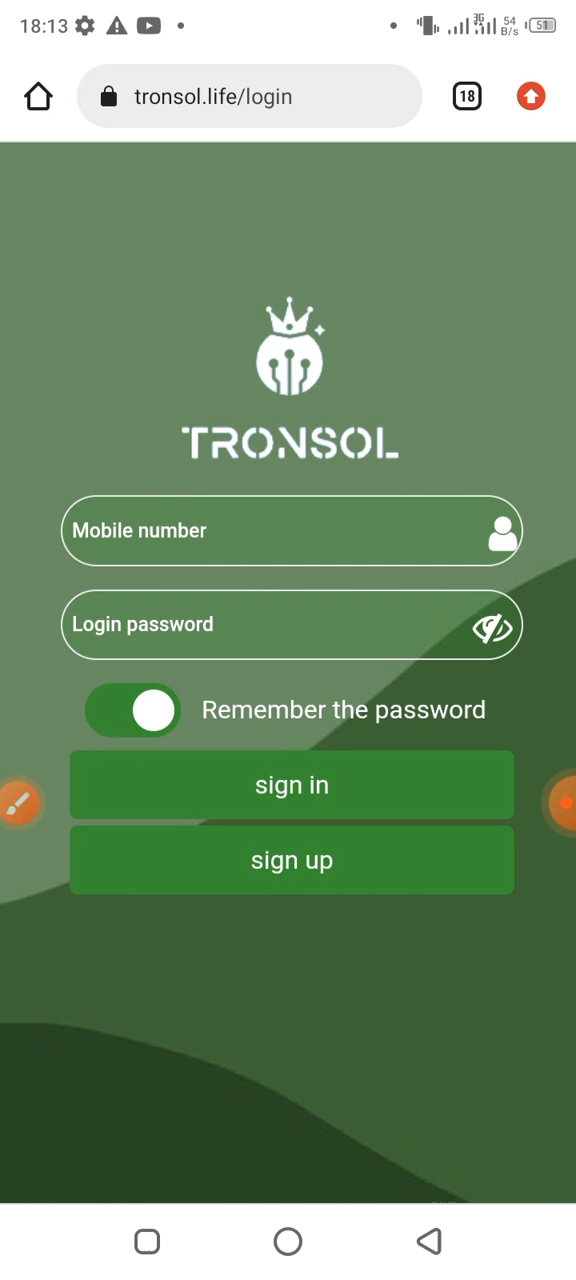 18:13
3G
54
B/s
51
tronsol.life/login
18
TRONSOL
Mobile number
Login password
Remember the password
sign in
sign up